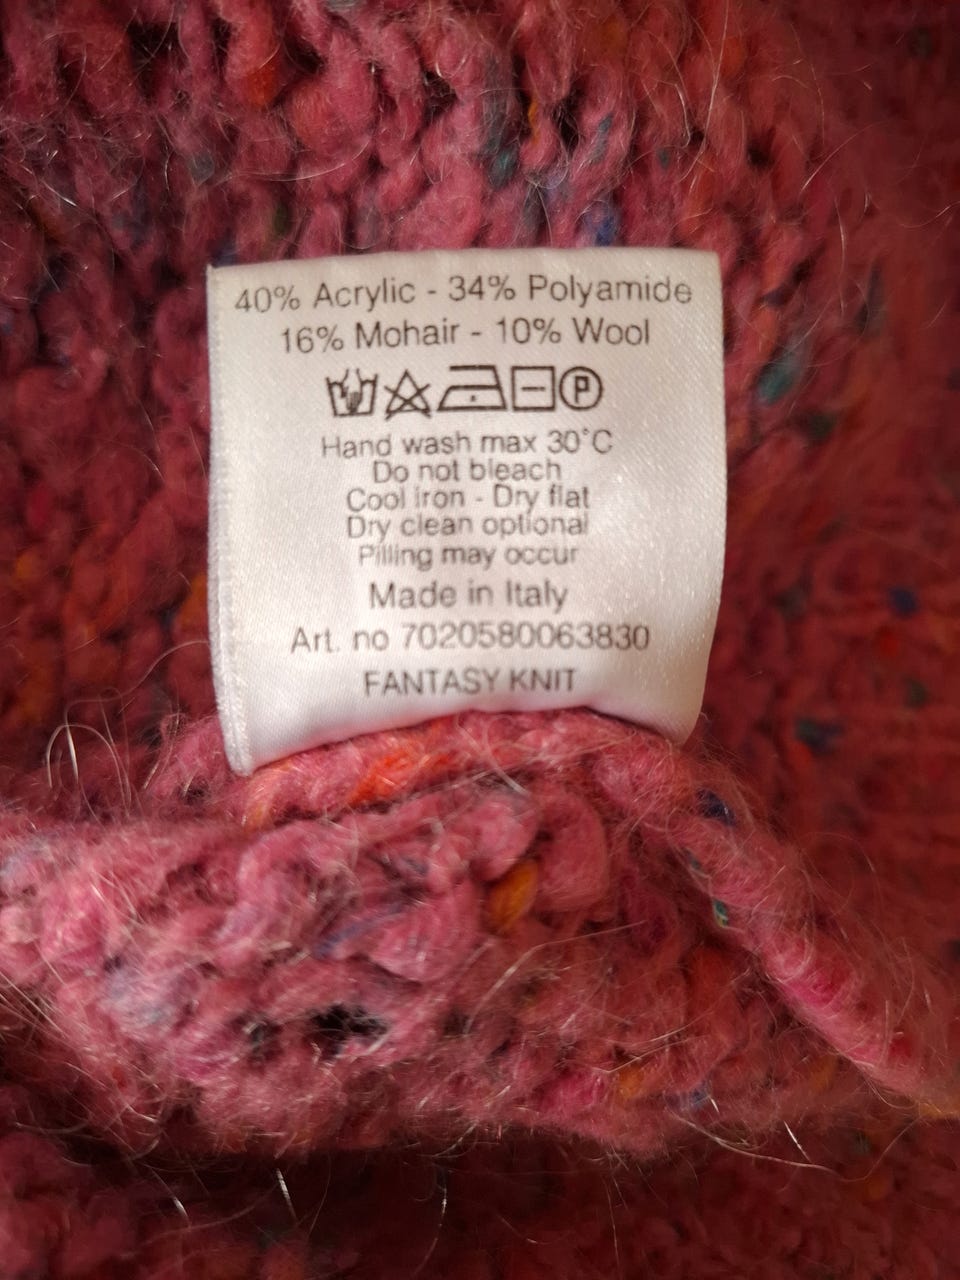 40% Acrylic - 34% Polyamide
16% Mohair - 10% Wool
P
Hand wash max 30°C
Do not bleach
Cool iron - Dry flat
Dry clean optional
Pilling may occur
Made in Italy
Art. no 7020580063830
FANTASY KNIT